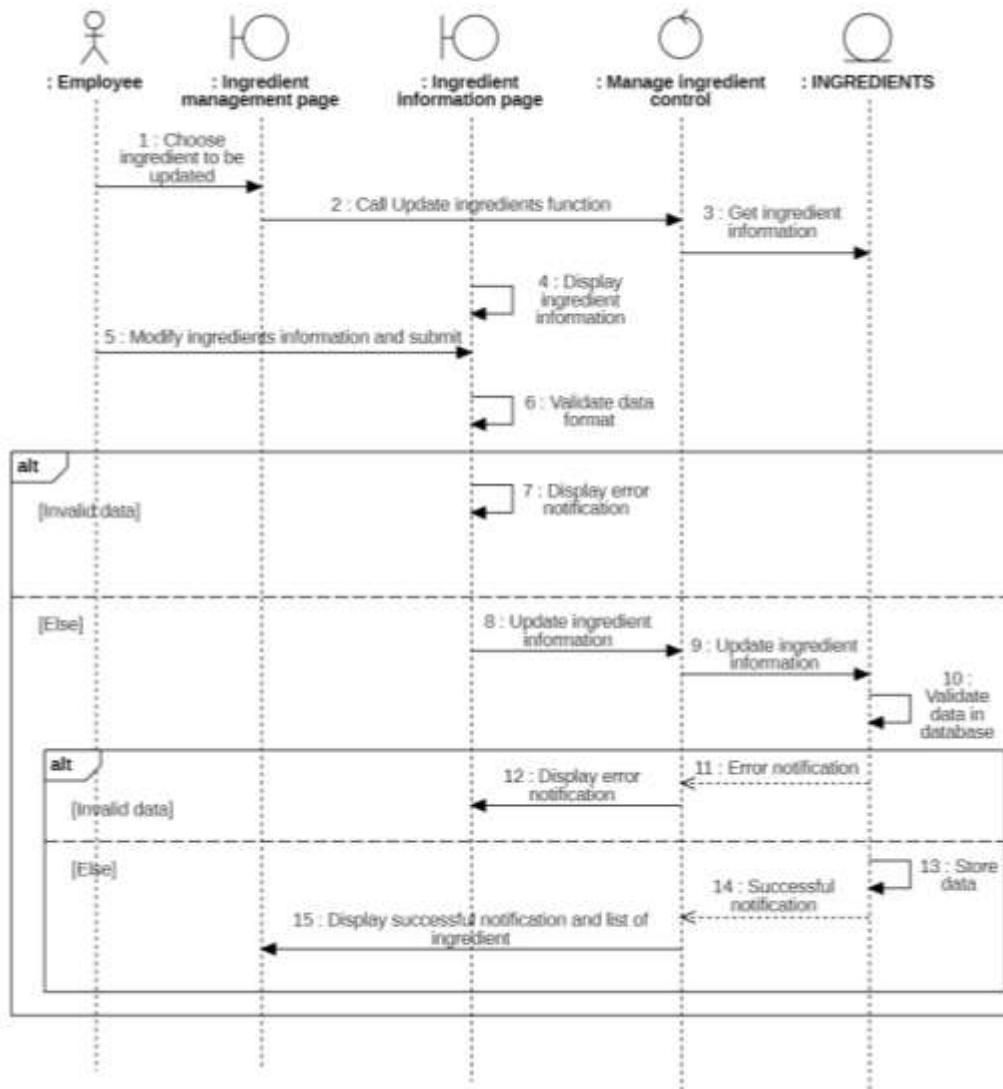 : Employee
: Ingredient
management page
: Ingredient
information page
: Manage ingredient
control
: INGREDIENTS
1 : Choose
ingredient to be
updated
2 : Call Update ingredients function
3 : Get ingredient
information
4 : Display
ingredient
information
5 : Modify ingredients information and submit
6 : Validate data
format
alt
[Invalid data]
7 : Display error
notification
[Else]
8 : Update ingredient
information
9 : Update ingredient
information
10 :
Validate
data in
database
alt
[Invalid data]
11 : Error notification
12 : Display error
notification
[Else]
13 : Store
data
14 : Successful
notification
15 : Display successful notification and list of
ingredient